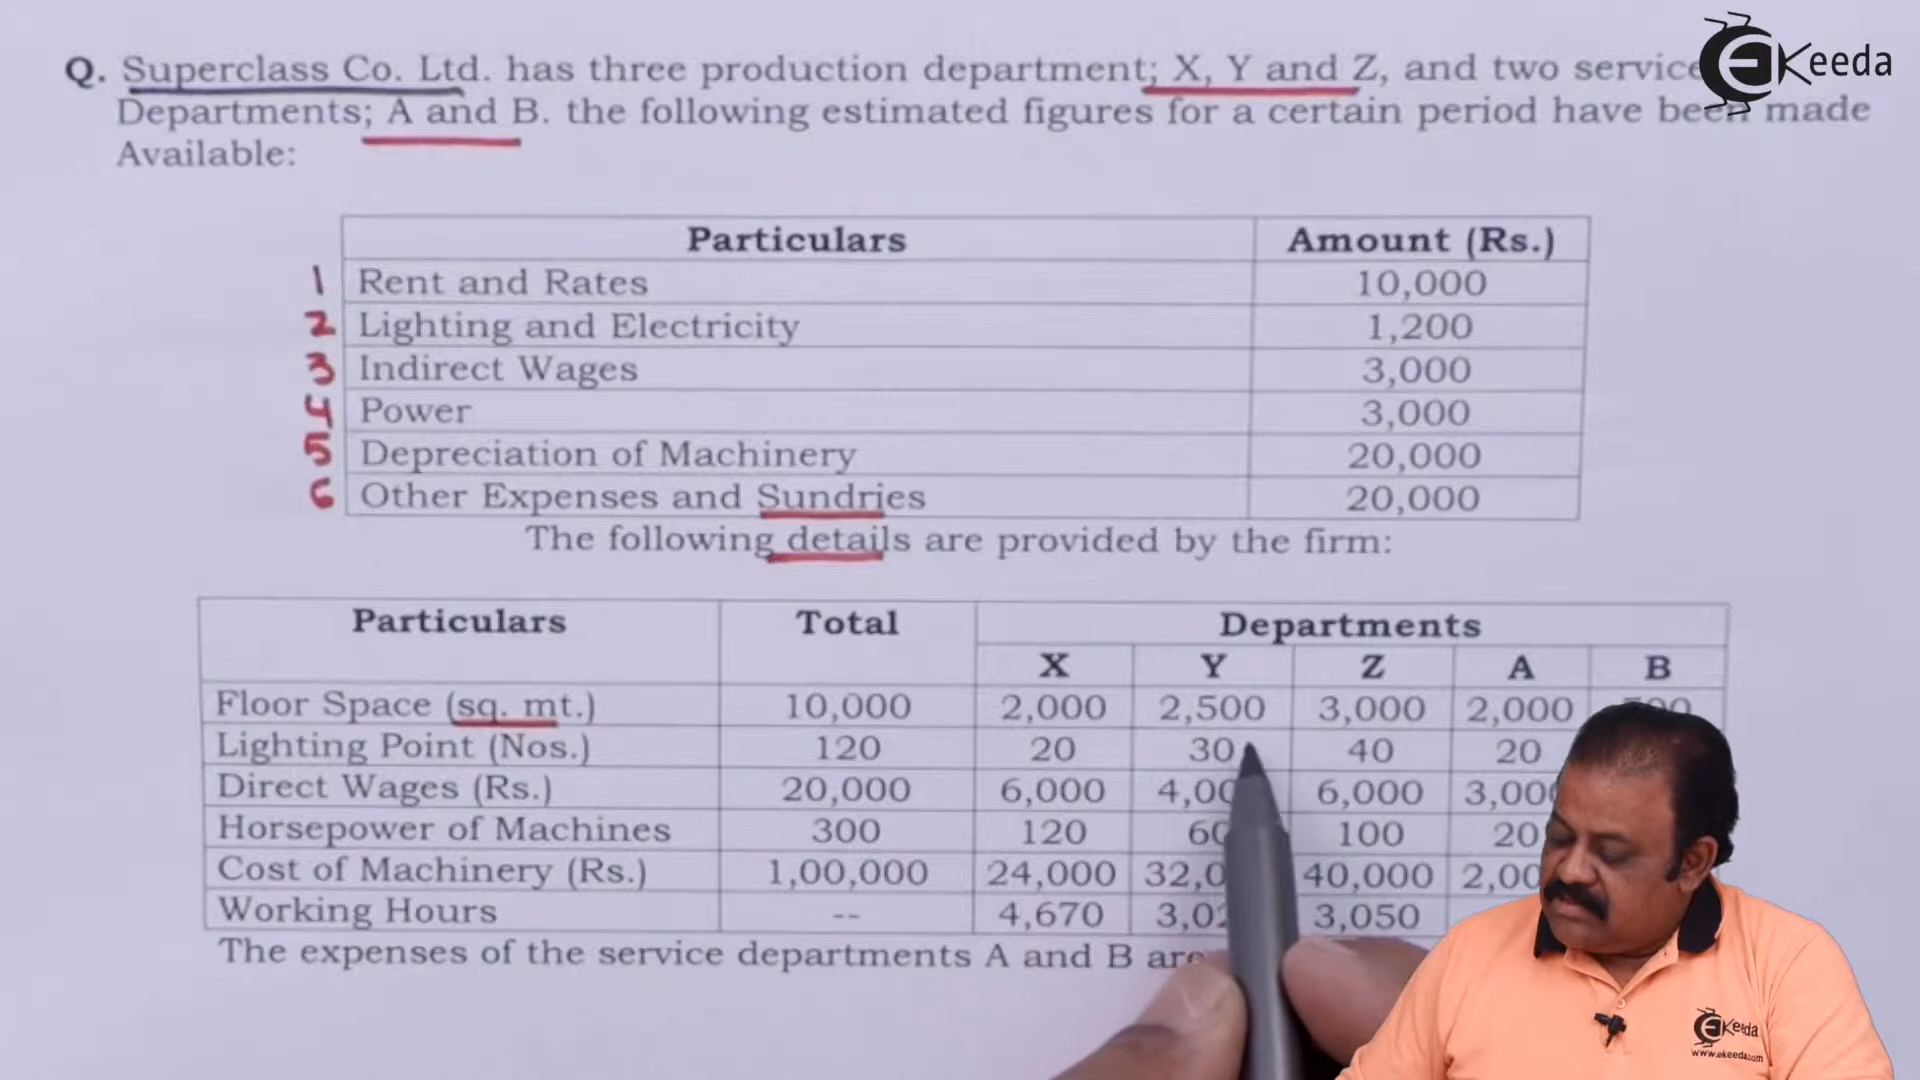 Keeda
Q. Superclass Co. Ltd. has three production department; X, Y and Z, and two service
Departments; A and B. the following estimated figures for a certain period have been made
Available:
Particulars Amount (Rs.)
1 Rent and Rates 10,000
2 Lighting and Electricity 1,200
3 Indirect Wages 3,000
4 Power 3,000
5 Depreciation of Machinery 20,000
6 Other Expenses and Sundries 20,000
The following details are provided by the firm:
Particulars Total Departments
X Y Z A B
Floor Space (sq. mt.) 10,000 2,000 2,500 3,000 2,000
Lighting Point (Nos.) 120 20 30 40 20
Direct Wages (Rs.) 20,000 6,000 6,000
Horsepower of Machines 300 120 100 20
Cost of Machinery (Rs.) 1,00,000 24,000 40,000
Working Hours -- 4,670 3,050
The expenses of the service departments A and B are
Keeda
www.ekeeda.com